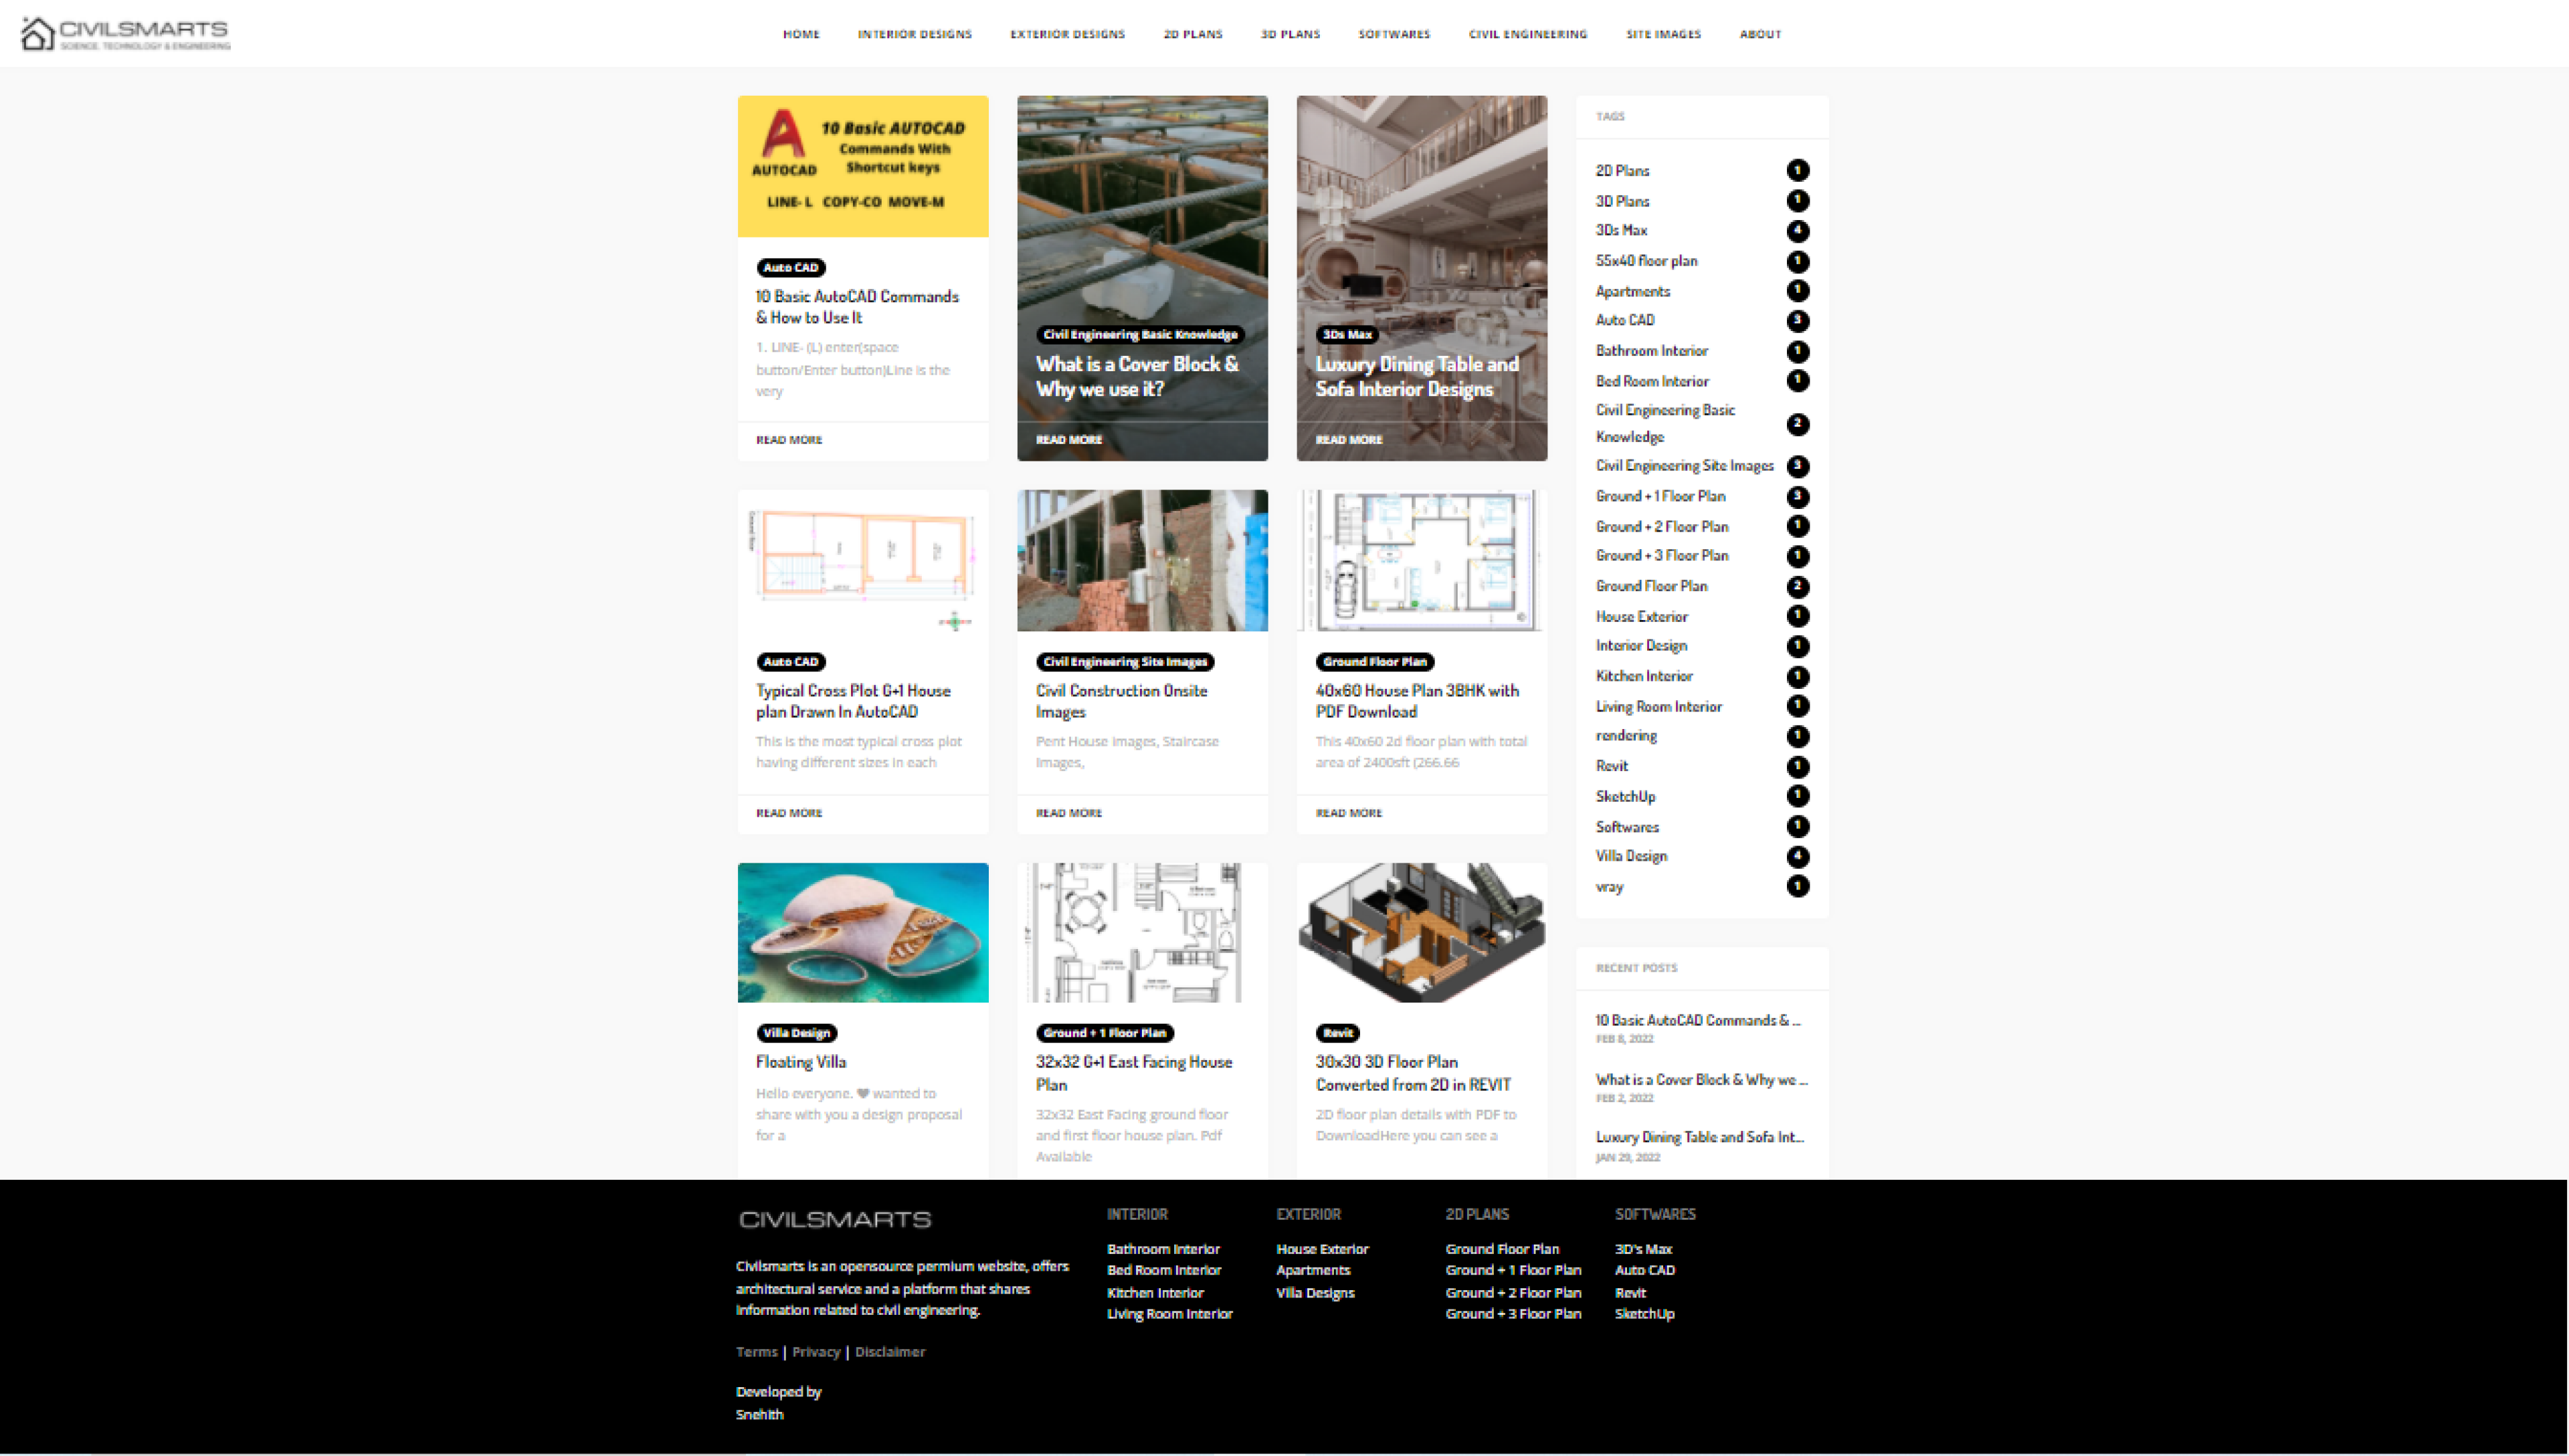 CIVILSMARTS
SCIENCE, TECHNOLOGY & ENGINEERING
HOME
INTERIOR DESIGNS
EXTERIOR DESIGNS
2D PLANS
3D PLANS
SOFTWARES
CIVIL ENGINEERING
SITE IMAGES
ABOUT
10 Basic AUTOCAD
Commands With
Shortcut keys
AUTOCAD
LINE- L COPY-CO MOVE-M
Auto CAD
10 Basic AutoCAD Commands
& How to Use It
1. LINE- (L) enter(space
button/Enter button)Line is the
very
READ MORE
Civil Engineering Basic Knowledge
What is a Cover Block &
Why we use it?
READ MORE
3Ds Max
Luxury Dining Table and
Sofa Interior Designs
READ MORE
Auto CAD
Typical Cross Plot G+1 House
plan Drawn In AutoCAD
This is the most typical cross plot
having different sizes in each
READ MORE
Civil Engineering Site Images
Civil Construction Onsite
Images
Pent House Images, Staircase
Images,
READ MORE
Ground Floor Plan
40x60 House Plan 3BHK with
PDF Download
This 40x60 2d floor plan with total
area of 2400sft (266.66
READ MORE
Villa Design
Floating Villa
Hello everyone. ❤ wanted to
share with you a design proposal
for a
Ground + 1 Floor Plan
32x32 G+1 East Facing House
Plan
32x32 East Facing ground floor
and first floor house plan. Pdf
Available
Revit
30x30 3D Floor Plan
Converted from 2D in REVIT
2D floor plan details with PDF to
DownloadHere you can see a
TAGS
2D Plans 1
3D Plans 1
3Ds Max 4
55x40 floor plan 1
Apartments 1
Auto CAD 3
Bathroom Interior 1
Bed Room Interior 1
Civil Engineering Basic
Knowledge 2
Civil Engineering Site Images 3
Ground + 1 Floor Plan 3
Ground + 2 Floor Plan 1
Ground + 3 Floor Plan 1
Ground Floor Plan 2
House Exterior 1
Interior Design 1
Kitchen Interior 1
Living Room Interior 1
rendering 1
Revit 1
SketchUp 1
Softwares 1
Villa Design 4
vray 1
RECENT POSTS
10 Basic AutoCAD Commands & ...
FEB 8, 2022
What is a Cover Block & Why we ...
FEB 2, 2022
Luxury Dining Table and Sofa Int...
JAN 29, 2022
CIVILSMARTS
Civilsmarts is an opensource permium website, offers
architectural service and a platform that shares
information related to civil engineering.
Terms | Privacy | Disclaimer
Developed by
Snehith
INTERIOR
Bathroom Interior
Bed Room Interior
Kitchen Interior
Living Room Interior
EXTERIOR
House Exterior
Apartments
Villa Designs
2D PLANS
Ground Floor Plan
Ground + 1 Floor Plan
Ground + 2 Floor Plan
Ground + 3 Floor Plan
SOFTWARES
3D's Max
Auto CAD
Revit
SketchUp